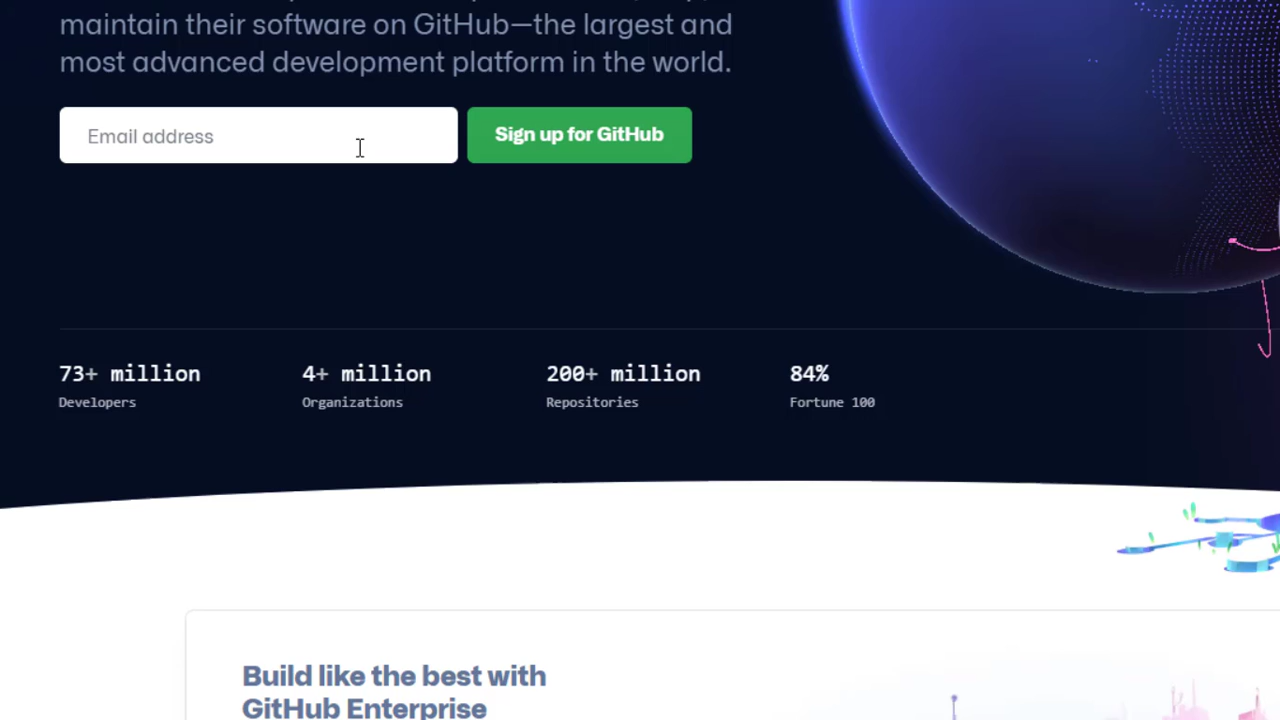 maintain their software on GitHub—the largest and
most advanced development platform in the world.
Email address
Sign up for GitHub
73+ million
Developers
4+ million
Organizations
200+ million
Repositories
84%
Fortune 100
Build like the best with
GitHub Enterprise